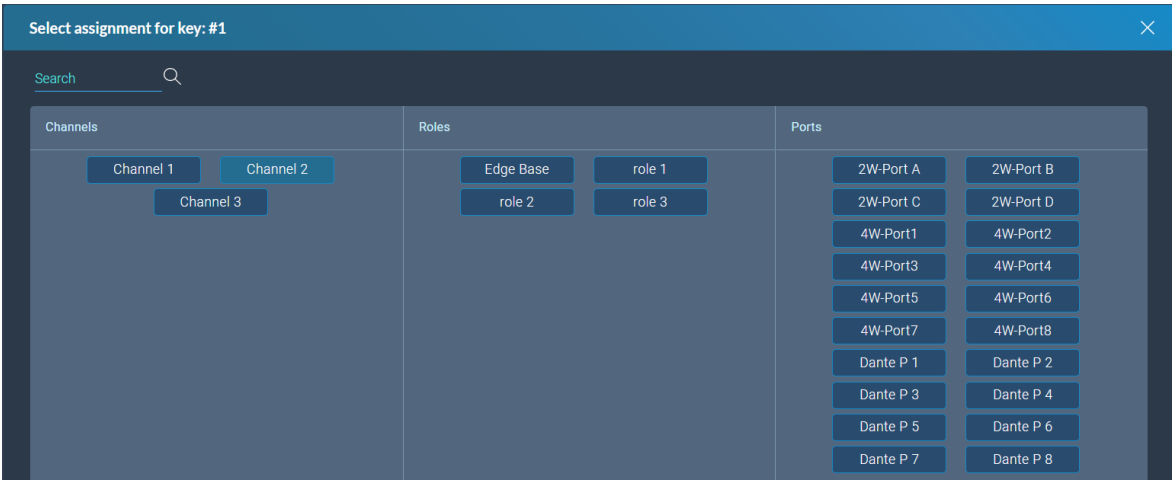 Select assignment for key: #1
Search
Channels
Roles
Ports
Channel 1
Channel 2
Channel 3
Edge Base
role 1
role 2
role 3
2W-Port A
2W-Port B
2W-Port C
2W-Port D
4W-Port1
4W-Port2
4W-Port3
4W-Port4
4W-Port5
4W-Port6
4W-Port7
4W-Port8
Dante P 1
Dante P 2
Dante P 3
Dante P 4
Dante P 5
Dante P 6
Dante P 7
Dante P 8